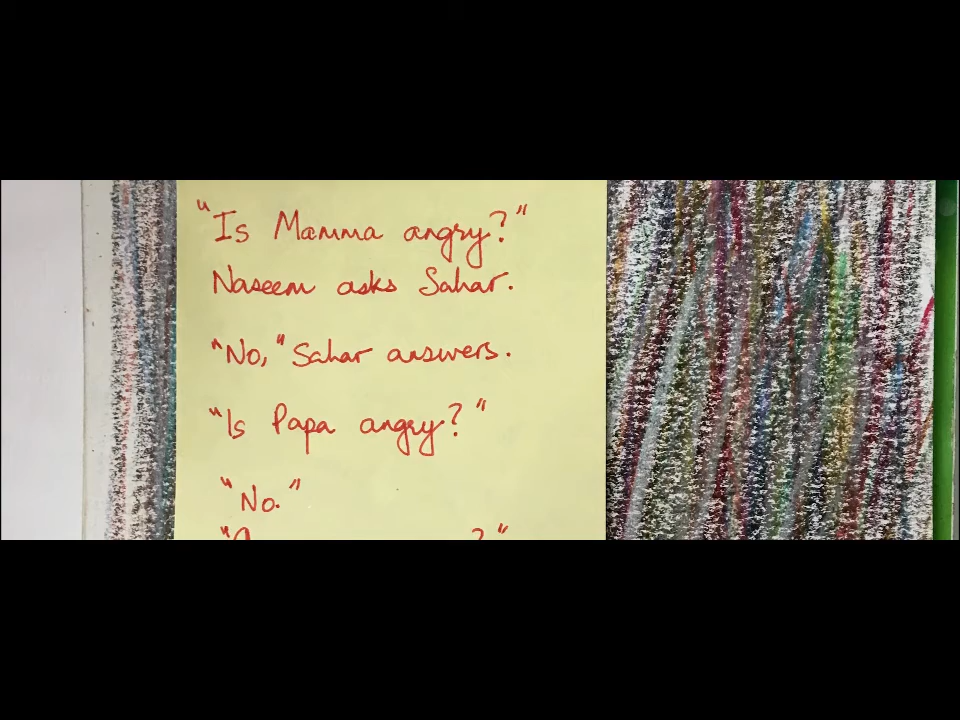 "Is Mamma angry?"
Naseem asks Sahar.
"No," Sahar answers.
"Is Papa angry?"
"No."